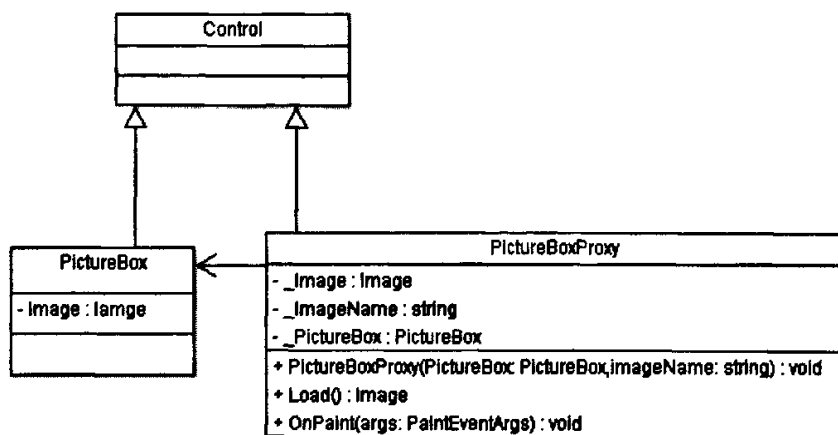 Control
PictureBox
- Image : Iamge
PictureBoxProxy
- _Image : Image
- _ImageName : string
- _PictureBox : PictureBox
+ PictureBoxProxy(PictureBox: PictureBox,imageName: string) : void
+ Load() : Image
+ OnPaint(args: PaintEventArgs) : void